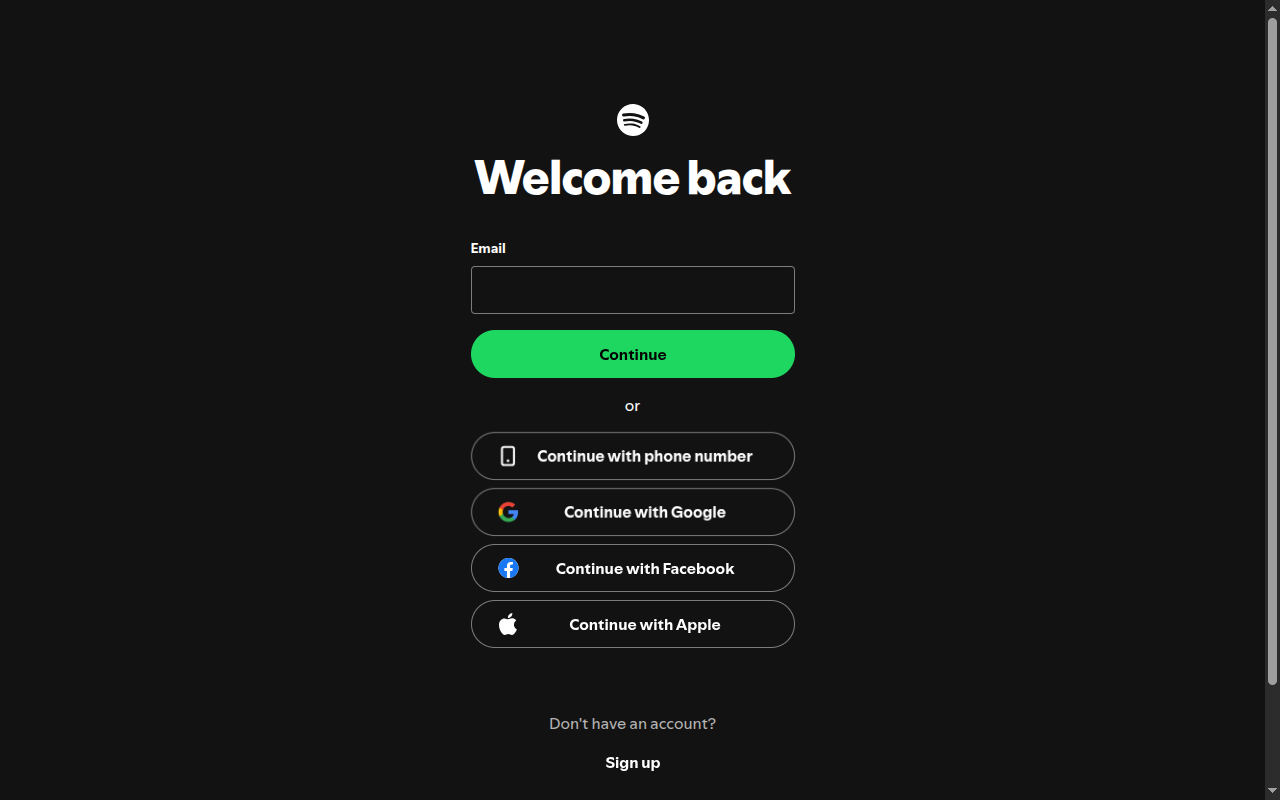 Welcome back
Email
Continue
or
Continue with phone number
Continue with Google
Continue with Facebook
Continue with Apple
Don't have an account?
Sign up